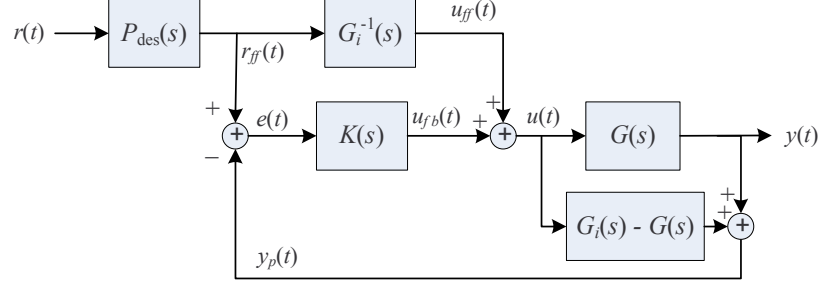 r(t)
P_des(s)
r_ff(t)
G_i^-1(s)
u_ff(t)
+
+
−
e(t)
K(s)
u_fb(t)
+
+
+
u(t)
G(s)
y(t)
+
+
G_i(s) - G(s)
+
y_p(t)